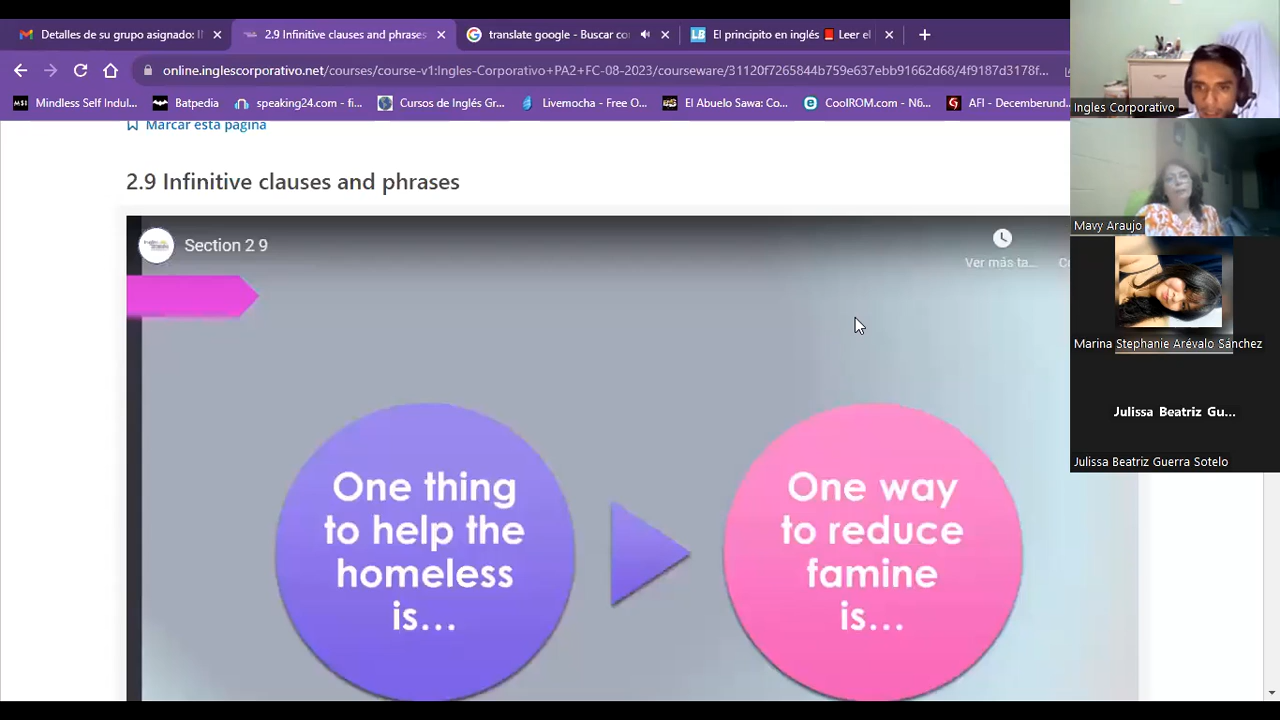 Detalles de su grupo asignado: I
2.9 Infinitive clauses and phrases
translate google - Buscar co
El principito en inglés 📕 Leer el
online.inglescorporativo.net/courses/course-v1:Ingles-Corporativo+PA2+FC-08-2023/courseware/31120f7265844b759e637ebb91662d68/4f9187d3178f...
Mindless Self Indul...
Batpedia
speaking24.com - fi...
Cursos de Inglés Gr...
Livemocha - Free O...
El Abuelo Sawa: Co...
CoolROM.com - N6...
AFI - Decemberund...
Marcar esta página
2.9 Infinitive clauses and phrases
Section 2 9
Ver más ta...
One thing
to help the
homeless
is...
One way
to reduce
famine
is...
Ingles Corporativo
Mavy Araujo
Marina Stephanie Arévalo Sánchez
Julissa Beatriz Gu...
Julissa Beatriz Guerra Sotelo